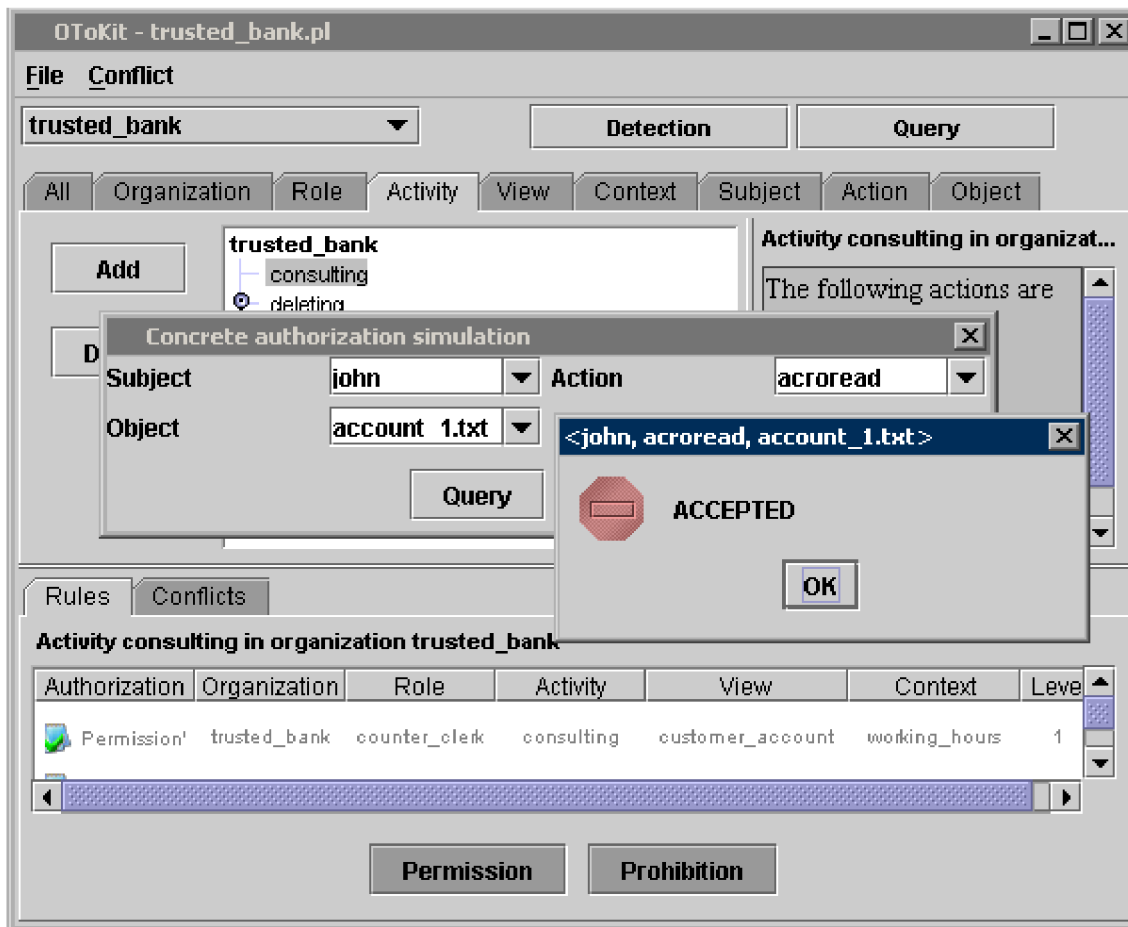 OToKit - trusted_bank.pl
File Conflict
trusted_bank Detection Query
All Organization Role Activity View Context Subject Action Object
Add
trusted_bank
consulting
deleting
Activity consulting in organizat...
The following actions are
D
Concrete authorization simulation
Subject john Action acroread
Object account_1.txt
Query
<john, acroread, account_1.txt>
ACCEPTED
OK
Rules Conflicts
Activity consulting in organization trusted_bank
Authorization Organization Role Activity View Context Leve
Permission' trusted_bank counter_clerk consulting customer_account working_hours 1
Permission Prohibition